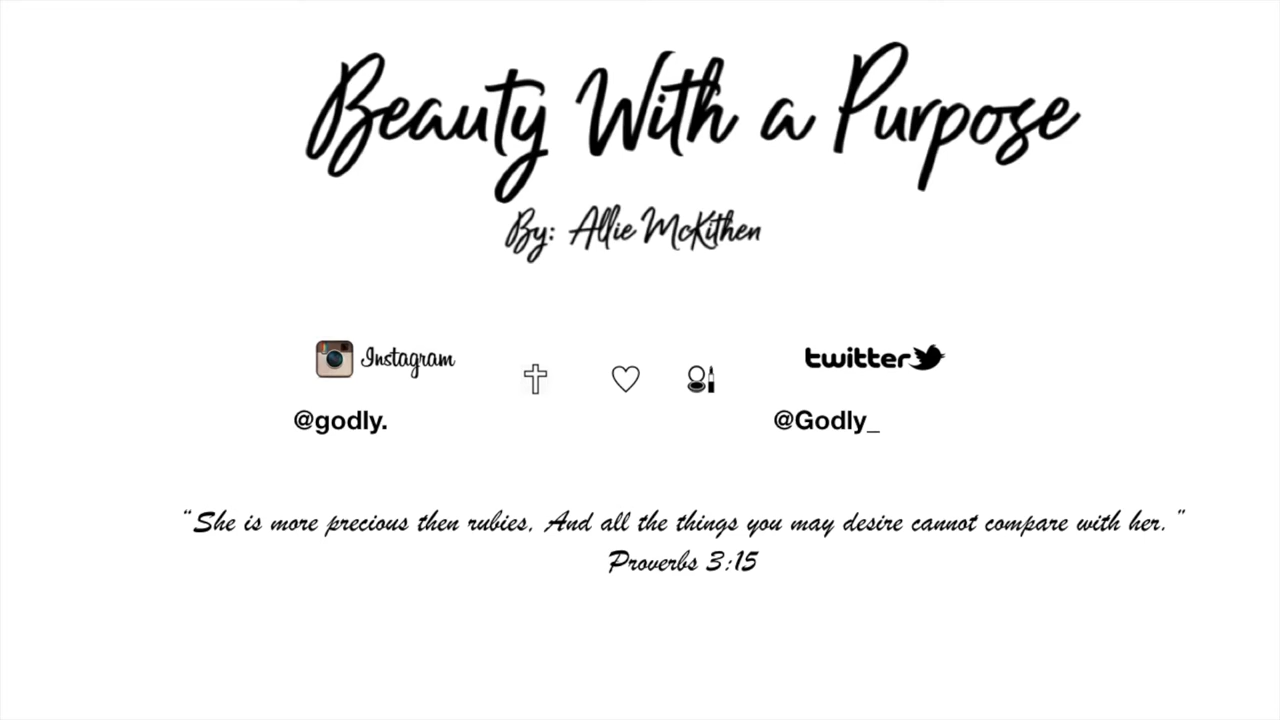 Beauty With a Purpose
By: Allie McKithen
Instagram
twitter
@godly.
@Godly_
“She is more precious then rubies, And all the things you may desire cannot compare with her.”
Proverbs 3:15